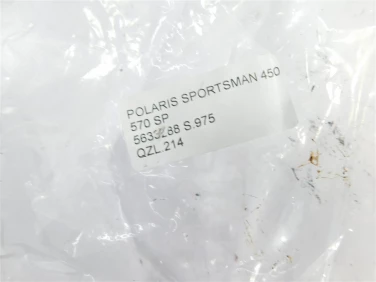 POLARIS SPORTSMAN 450
570 SP
S.975
QZL.214